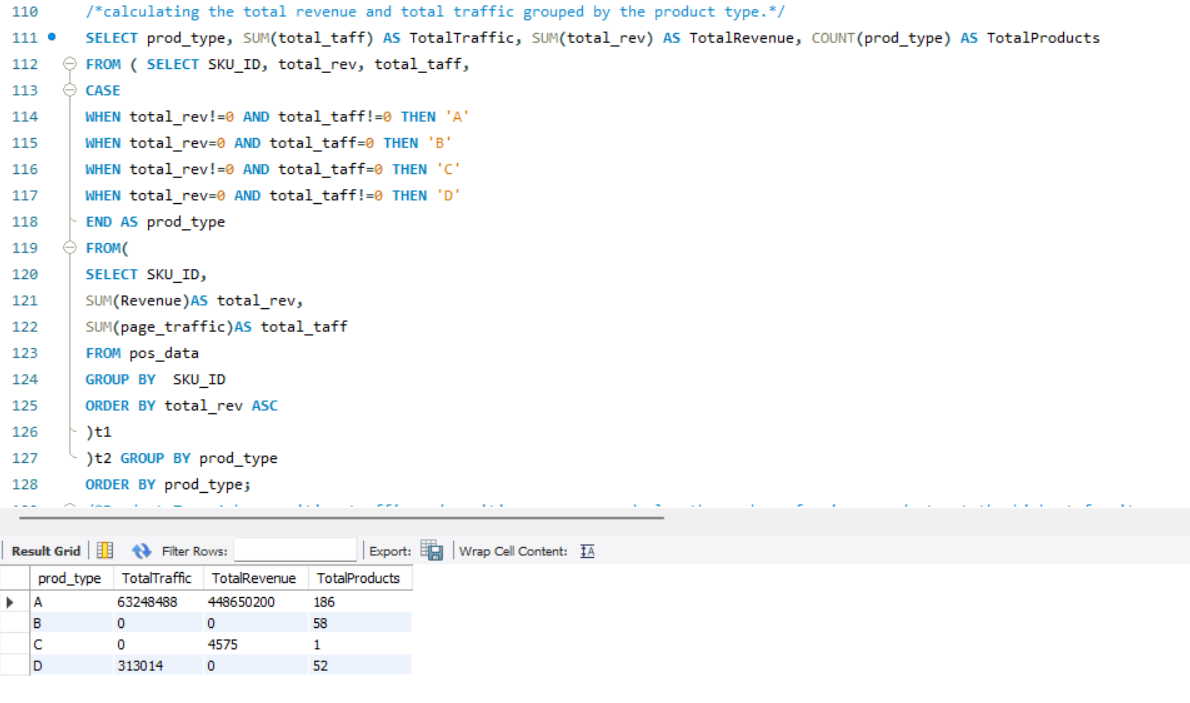 110 /*calculating the total revenue and total traffic grouped by the product type.*/
111 SELECT prod_type, SUM(total_taff) AS TotalTraffic, SUM(total_rev) AS TotalRevenue, COUNT(prod_type) AS TotalProducts
112 FROM ( SELECT SKU_ID, total_rev, total_taff,
113 CASE
114 WHEN total_rev!=0 AND total_taff!=0 THEN 'A'
115 WHEN total_rev=0 AND total_taff=0 THEN 'B'
116 WHEN total_rev!=0 AND total_taff=0 THEN 'C'
117 WHEN total_rev=0 AND total_taff!=0 THEN 'D'
118 END AS prod_type
119 FROM(
120 SELECT SKU_ID,
121 SUM(Revenue)AS total_rev,
122 SUM(page_traffic)AS total_taff
123 FROM pos_data
124 GROUP BY  SKU_ID
125 ORDER BY total_rev ASC
126 )t1
127 )t2 GROUP BY prod_type
128 ORDER BY prod_type;
Result Grid Filter Rows: Export: Wrap Cell Content: IA
prod_type TotalTraffic TotalRevenue TotalProducts
A 63248488 448650200 186
B 0 0 58
C 0 4575 1
D 313014 0 52